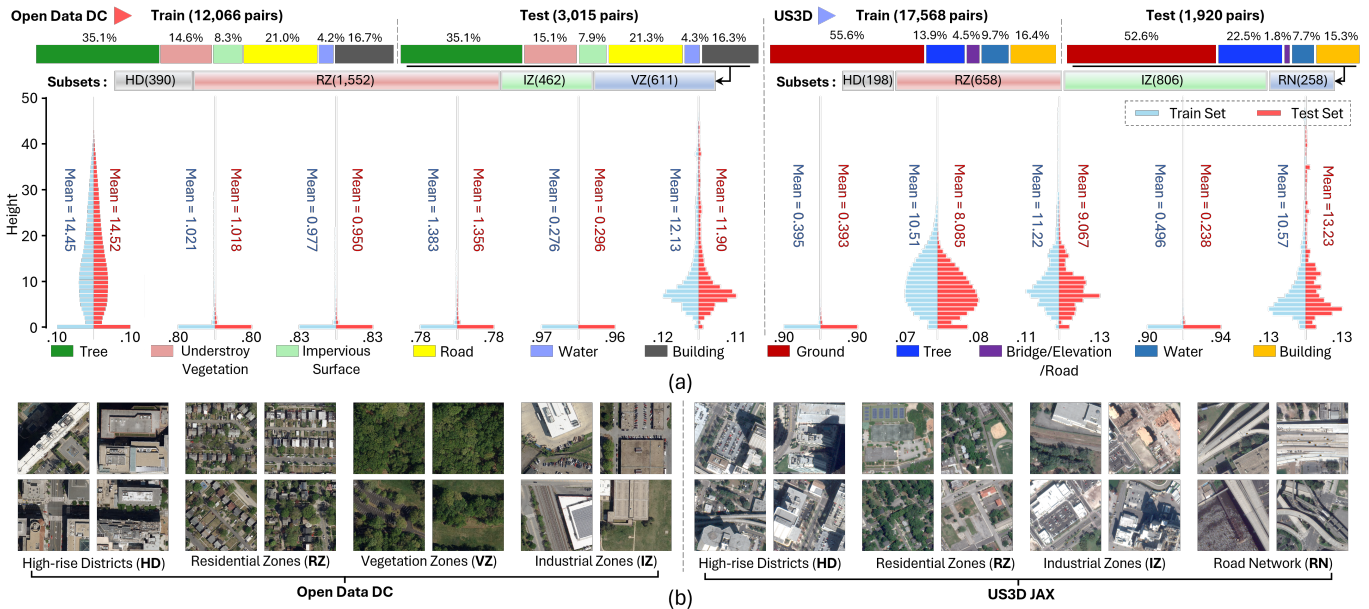 Open Data DC Train (12,066 pairs) Test (3,015 pairs) US3D Train (17,568 pairs) Test (1,920 pairs)
35.1% 14.6% 8.3% 21.0% 4.2% 16.7% 35.1% 15.1% 7.9% 21.3% 4.3% 16.3% 55.6% 13.9% 4.5% 9.7% 16.4% 52.6% 22.5% 1.8% 7.7% 15.3%
Subsets : HD(390) RZ(1,552) IZ(462) VZ(611) Subsets : HD(198) RZ(658) IZ(806) RN(258)
Train Set Test Set
Height
50
40
30
20
10
0
Mean = 14.45 Mean = 14.52 Mean = 1.021 Mean = 1.018 Mean = 0.977 Mean = 0.950 Mean = 1.383 Mean = 1.356 Mean = 0.276 Mean = 0.296 Mean = 12.13 Mean = 11.90 Mean = 0.395 Mean = 0.393 Mean = 10.51 Mean = 8.085 Mean = 11.22 Mean = 9.067 Mean = 0.496 Mean = 0.238 Mean = 10.57 Mean =13.23
.10 .10 .80 .80 .83 .83 .78 .78 .97 .96 .12 .11 .90 .90 .07 .08 .11 .13 .90 .94 .13 .13
Tree Understroy Impervious Road Water Building Ground Tree Bridge/Elevation Water Building
Vegetation Surface /Road
(a)
High-rise Districts (HD) Residential Zones (RZ) Vegetation Zones (VZ) Industrial Zones (IZ) High-rise Districts (HD) Residential Zones (RZ) Industrial Zones (IZ) Road Network (RN)
Open Data DC (b) US3D JAX